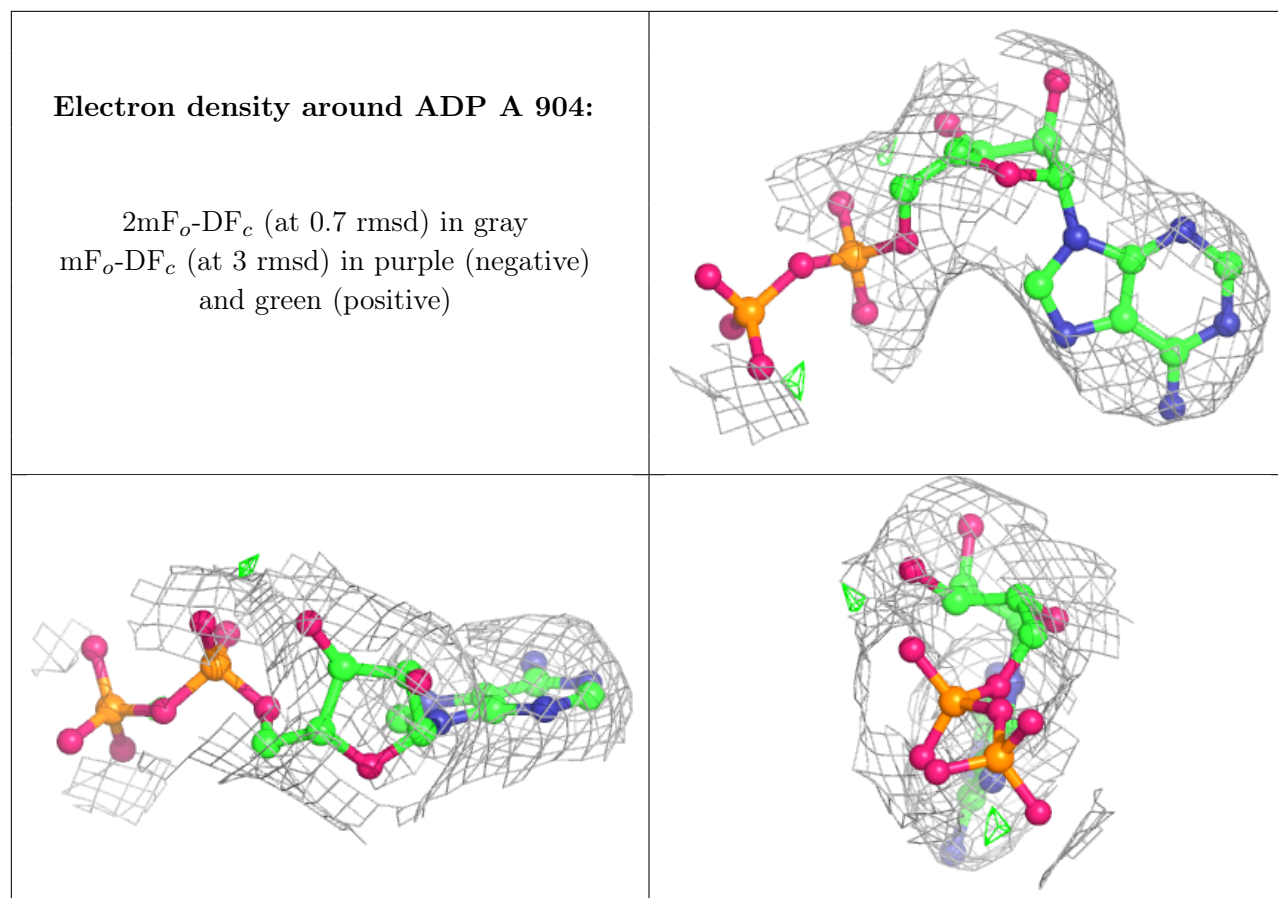 Electron density around ADP A 904:
2mFo-DFc (at 0.7 rmsd) in gray
mFo-DFc (at 3 rmsd) in purple (negative)
and green (positive)